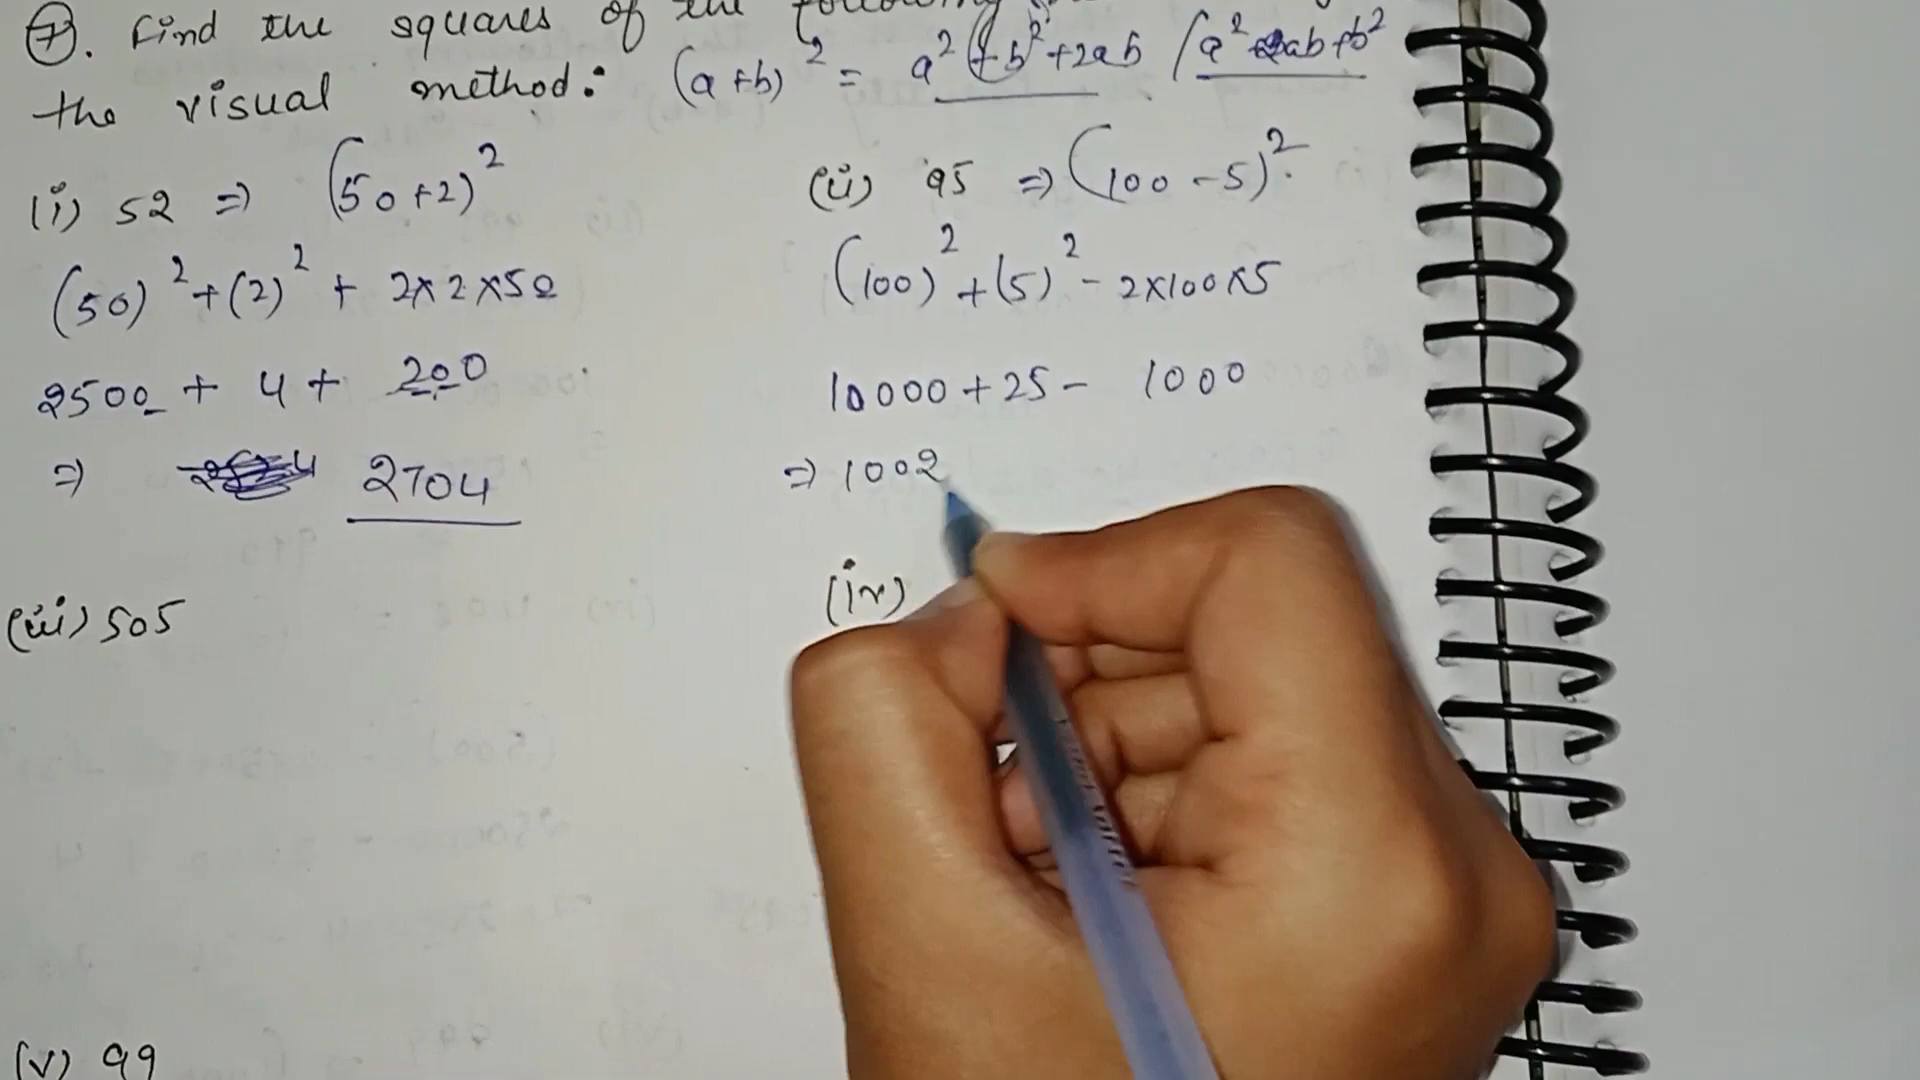 7. Find the squares of the following
the visual method: (a+b)² = a² + b² + 2ab / a² 2ab + b²
(i) 52 ⇒ (50+2)²
(50)² + (2)² + 2×2×50
2500 + 4 + 200
⇒ 2704
(ii) 95 ⇒ (100-5)²
(100)² + (5)² - 2×100×5
10000 + 25 - 1000
⇒ 1002
(iii) 505
(iv)
(v) 99